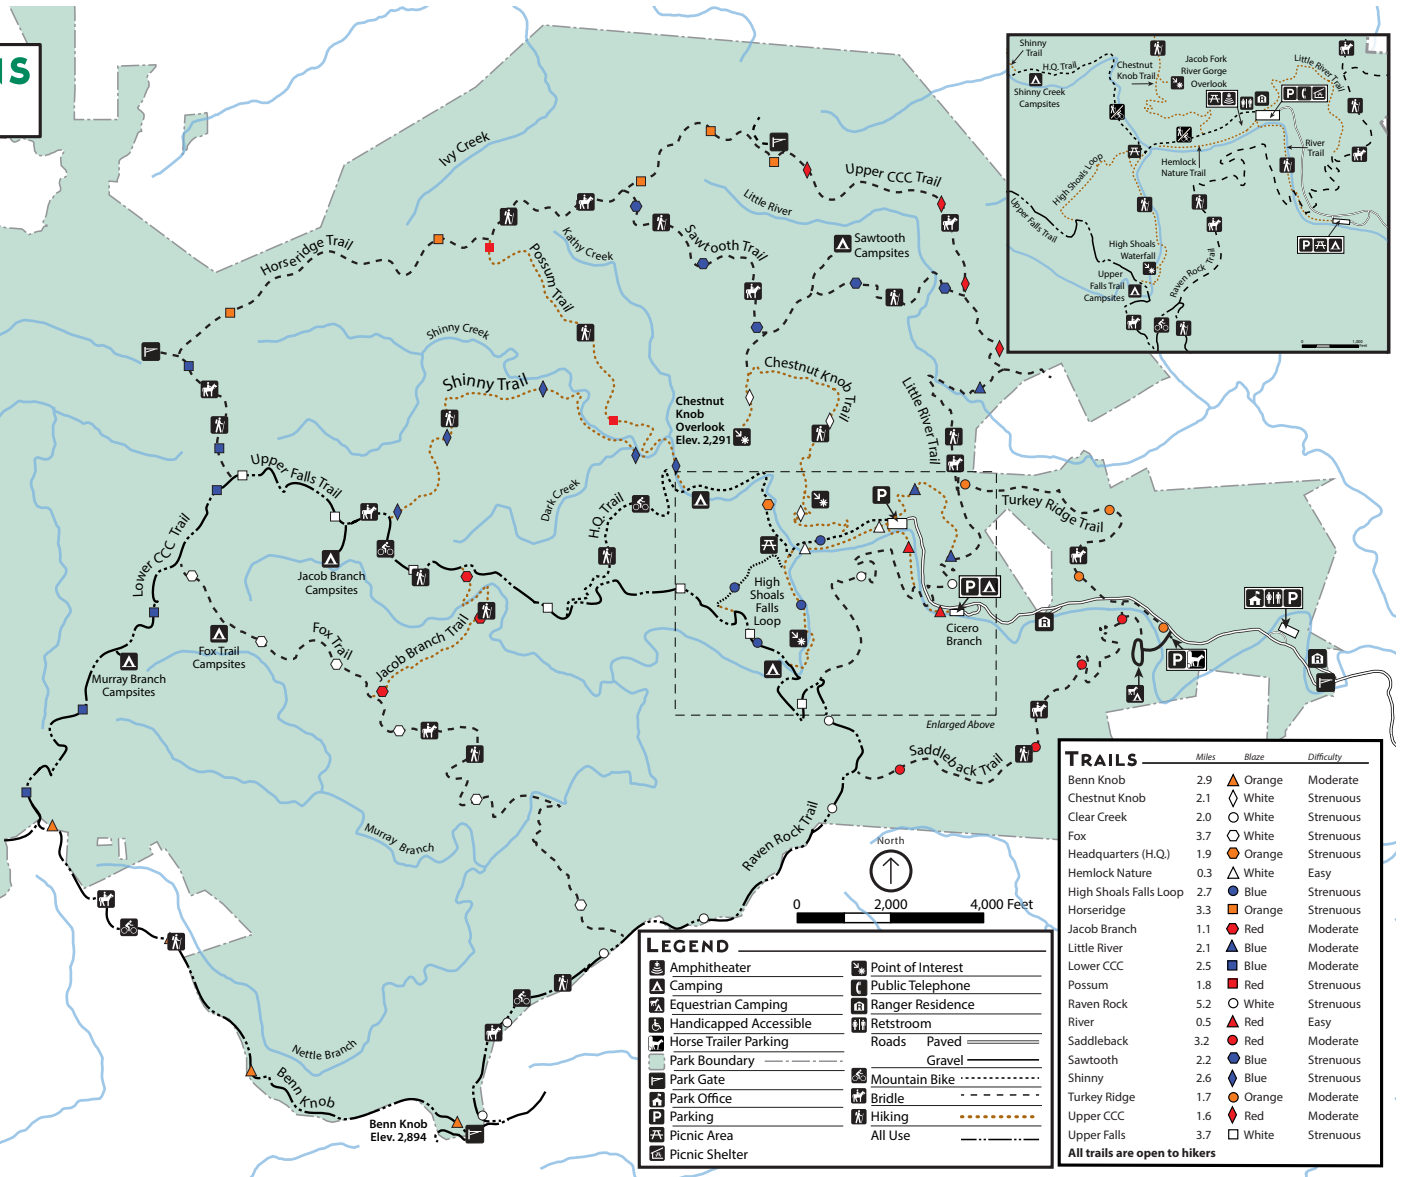 NS
Ivy Creek
Horseridge Trail
Kathy Creek
Possum Trail
Sawtooth Trail
Little River
Upper CCC Trail
Sawtooth
Campsites
Shinny Creek
Shinny Trail
Chestnut
Knob
Overlook
Elev. 2,291
Chestnut Knob
Trail
Little River Trail
Upper Falls Trail
Dark Creek
H.Q. Trail
Turkey Ridge Trail
Lower CCC Trail
Jacob Branch
Campsites
Fox Trail
Campsites
Fox Trail
Jacob Branch Trail
Murray Branch
Campsites
High
Shoals
Falls
Loop
Cicero
Branch
Enlarged Above
Saddleback Trail
Raven Rock Trail
Murray Branch
Nettle Branch
Benn
Knob
Benn Knob
Elev. 2,894
North
0 2,000 4,000 Feet
Shinny
Trail
H.Q. Trail
Shinny Creek
Campsites
Chestnut
Knob Trail
Jacob Fork
River Gorge
Overlook
Little River Trail
River
Trail
Hemlock
Nature Trail
High Shoals Loop
Upper Falls Trail
High Shoals
Waterfall
Upper
Falls Trail
Campsites
Raven Rock Trail
0 1,000
Feet
LEGEND
Amphitheater
Camping
Equestrian Camping
Handicapped Accessible
Horse Trailer Parking
Park Boundary
Park Gate
Park Office
Parking
Picnic Area
Picnic Shelter
Point of Interest
Public Telephone
Ranger Residence
Retstroom
Roads Paved
Gravel
Mountain Bike
Bridle
Hiking
All Use
TRAILS Miles Blaze Difficulty
Benn Knob 2.9 Orange Moderate
Chestnut Knob 2.1 White Strenuous
Clear Creek 2.0 White Strenuous
Fox 3.7 White Strenuous
Headquarters (H.Q.) 1.9 Orange Strenuous
Hemlock Nature 0.3 White Easy
High Shoals Falls Loop 2.7 Blue Strenuous
Horseridge 3.3 Orange Strenuous
Jacob Branch 1.1 Red Moderate
Little River 2.1 Blue Moderate
Lower CCC 2.5 Blue Moderate
Possum 1.8 Red Strenuous
Raven Rock 5.2 White Strenuous
River 0.5 Red Easy
Saddleback 3.2 Red Moderate
Sawtooth 2.2 Blue Strenuous
Shinny 2.6 Blue Strenuous
Turkey Ridge 1.7 Orange Moderate
Upper CCC 1.6 Red Moderate
Upper Falls 3.7 White Strenuous
All trails are open to hikers